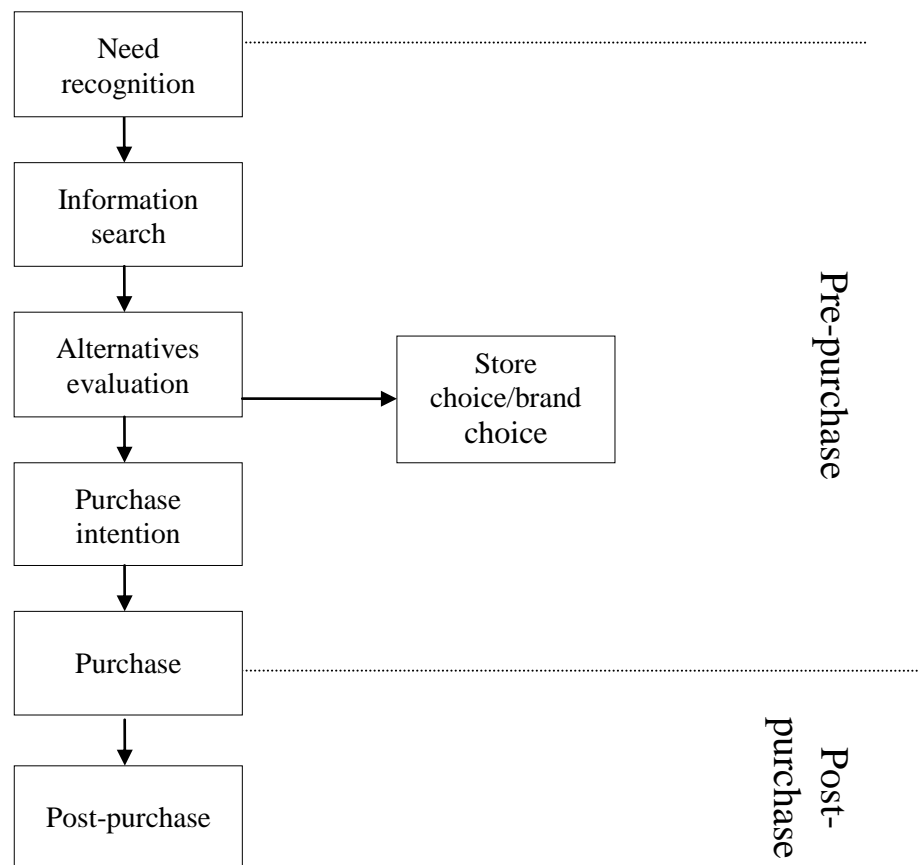 Need
recognition
Information
search
Alternatives
evaluation
Store
choice/brand
choice
Purchase
intention
Purchase
Post-purchase
Pre-purchase
Post-
purchase